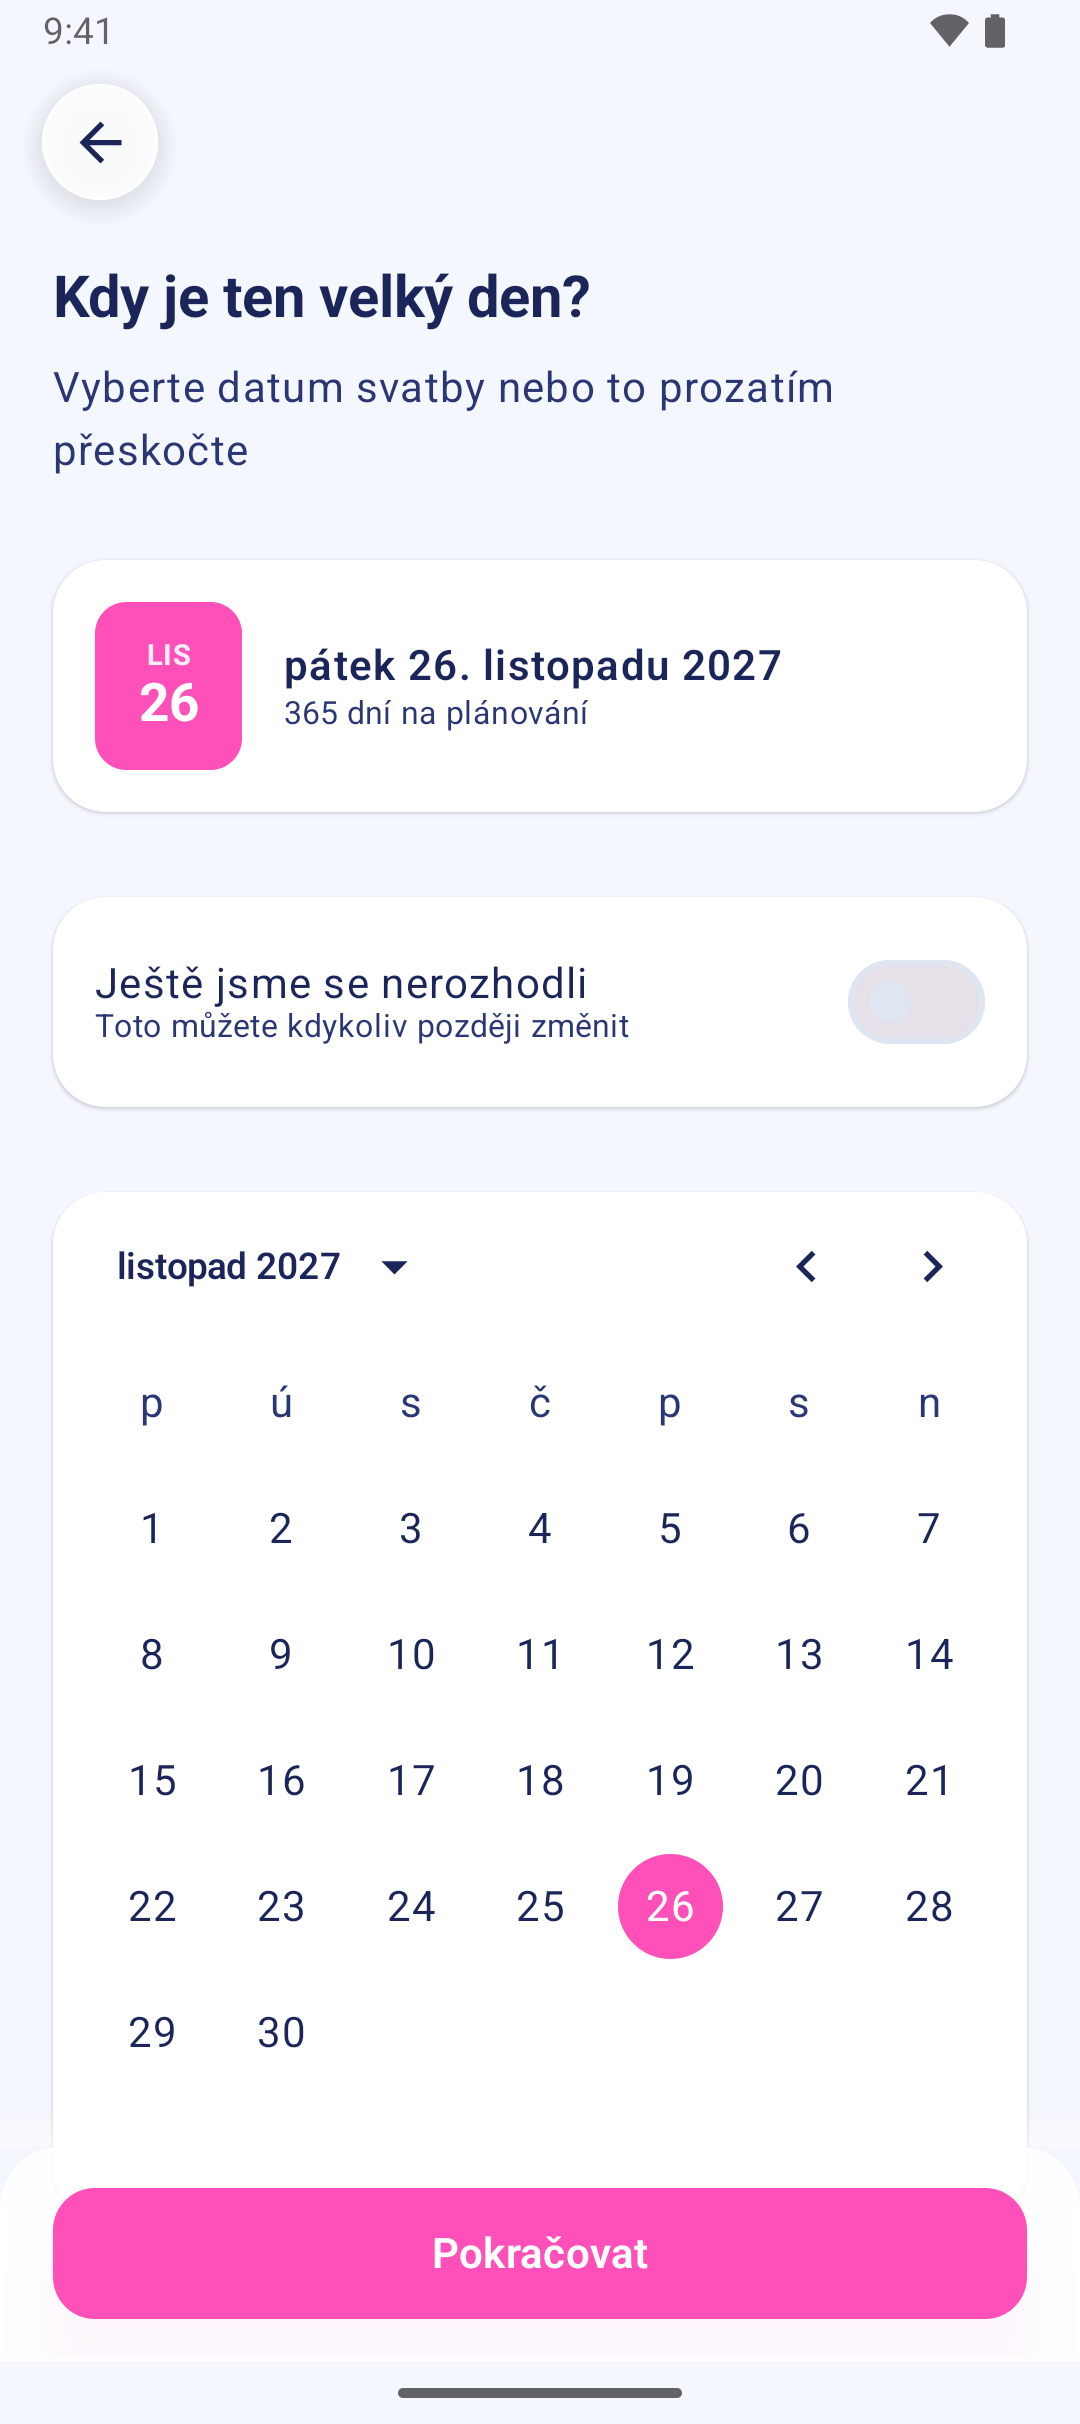 9:41
Kdy je ten velký den?
Vyberte datum svatby nebo to prozatím
přeskočte
LIS
26
pátek 26. listopadu 2027
365 dní na plánování
Ještě jsme se nerozhodli
Toto můžete kdykoliv později změnit
listopad 2027
p ú s č p s n
1 2 3 4 5 6 7
8 9 10 11 12 13 14
15 16 17 18 19 20 21
22 23 24 25 26 27 28
29 30
Pokračovat